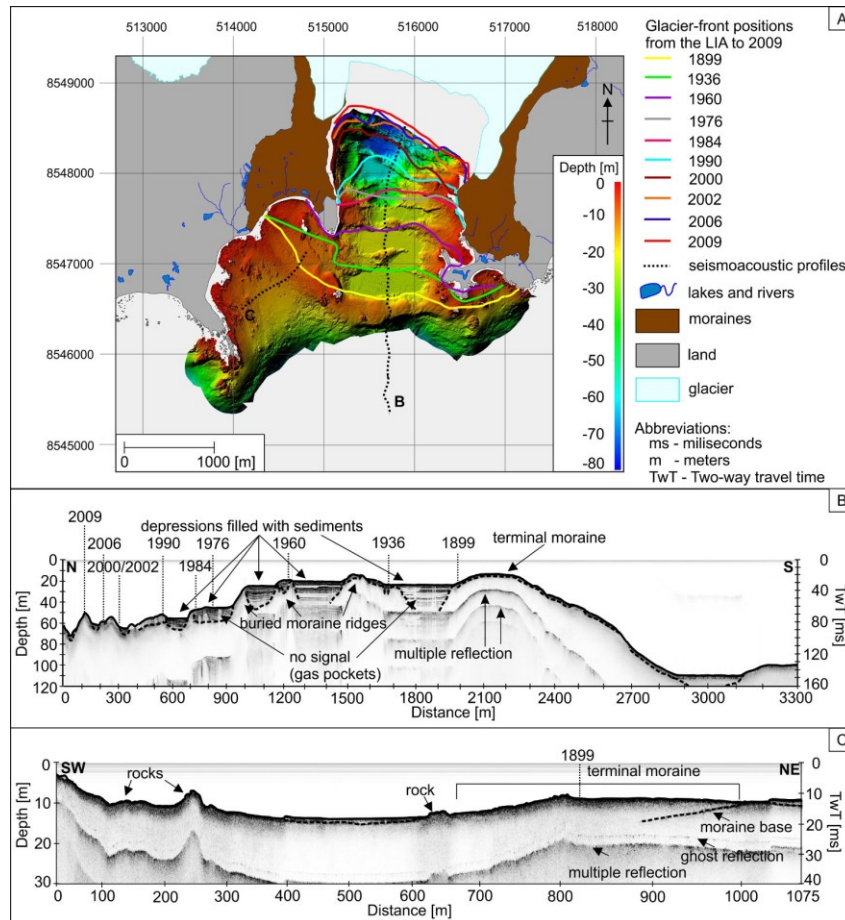 A
513000 514000 515000 516000 517000 518000
8549000
8548000
8547000
8546000
8545000
N
C
B
0 1000 [m]
Depth [m]
0
-10
-20
-30
-40
-50
-60
-70
-80
Glacier-front positions
from the LIA to 2009
1899
1936
1960
1976
1984
1990
2000
2002
2006
2009
seismoacoustic profiles
lakes and rivers
moraines
land
glacier
Abbreviations:
ms - miliseconds
m - meters
TwT - Two-way travel time
B
2009
2006
2000/2002
1990
1984
1976
depressions filled with sediments
1960
1936
1899
terminal moraine
N
S
buried moraine ridges
no signal
(gas pockets)
multiple reflection
Depth [m]
0
20
40
60
80
100
120
TwT [ms]
0
40
80
120
160
0 300 600 900 1200 1500 1800 2100 2400 2700 3000 3300
Distance [m]
C
SW
NE
1899
rocks
rock
terminal moraine
moraine base
ghost reflection
multiple reflection
Depth [m]
0
10
20
30
TwT [ms]
0
10
20
30
40
0 100 200 300 400 500 600 700 800 900 1000 1075
Distance [m]